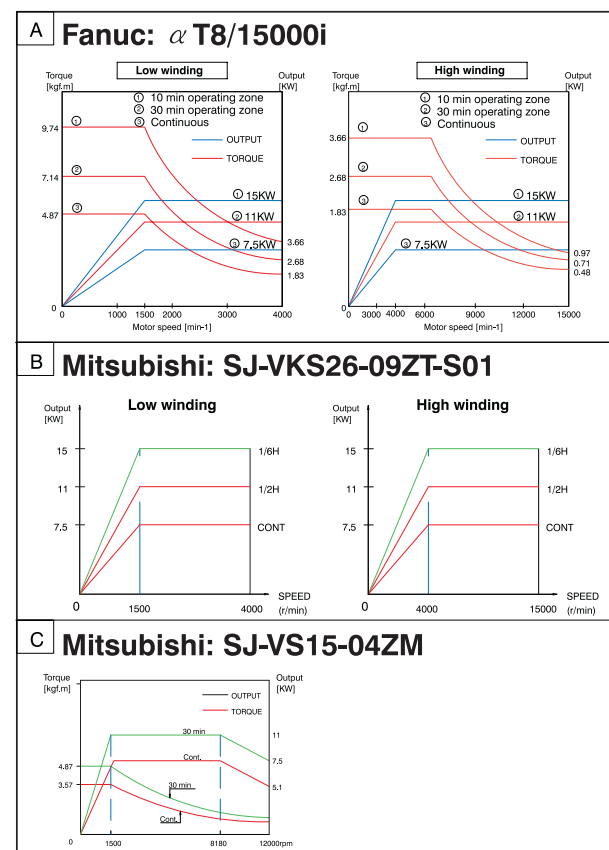 A Fanuc: α T8/15000i
Low winding
Torque
[kgf.m]
Output
[KW]
① 10 min operating zone
② 30 min operating zone
③ Continuous
OUTPUT
TORQUE
9.74
①
7.14
②
4.87
③
① 15KW
② 11KW
③ 7.5KW
3.66
2.68
1.83
0
0 1000 1500 2000 3000 4000
Motor speed [min-1]
High winding
Torque
[kgf.m]
Output
[KW]
① 10 min operating zone
② 30 min operating zone
③ Continuous
OUTPUT
TORQUE
3.66
①
2.68
②
1.83
③
① 15KW
② 11KW
③ 7.5KW
0.97
0.71
0.48
0
0 3000 4000 6000 9000 12000 15000
Motor speed [min-1]
B Mitsubishi: SJ-VKS26-09ZT-S01
Low winding
Output
[KW]
15
11
7.5
1/6H
1/2H
CONT
0 1500 4000
SPEED
(r/min)
High winding
Output
[KW]
15
11
7.5
1/6H
1/2H
CONT
0 4000 15000
SPEED
(r/min)
C Mitsubishi: SJ-VS15-04ZM
Torque
[kgf.m]
Output
[KW]
OUTPUT
TORQUE
30 min
11
Cont.
7.5
4.87
30 min
3.57
5.1
Cont.
0 1500 8180 12000rpm